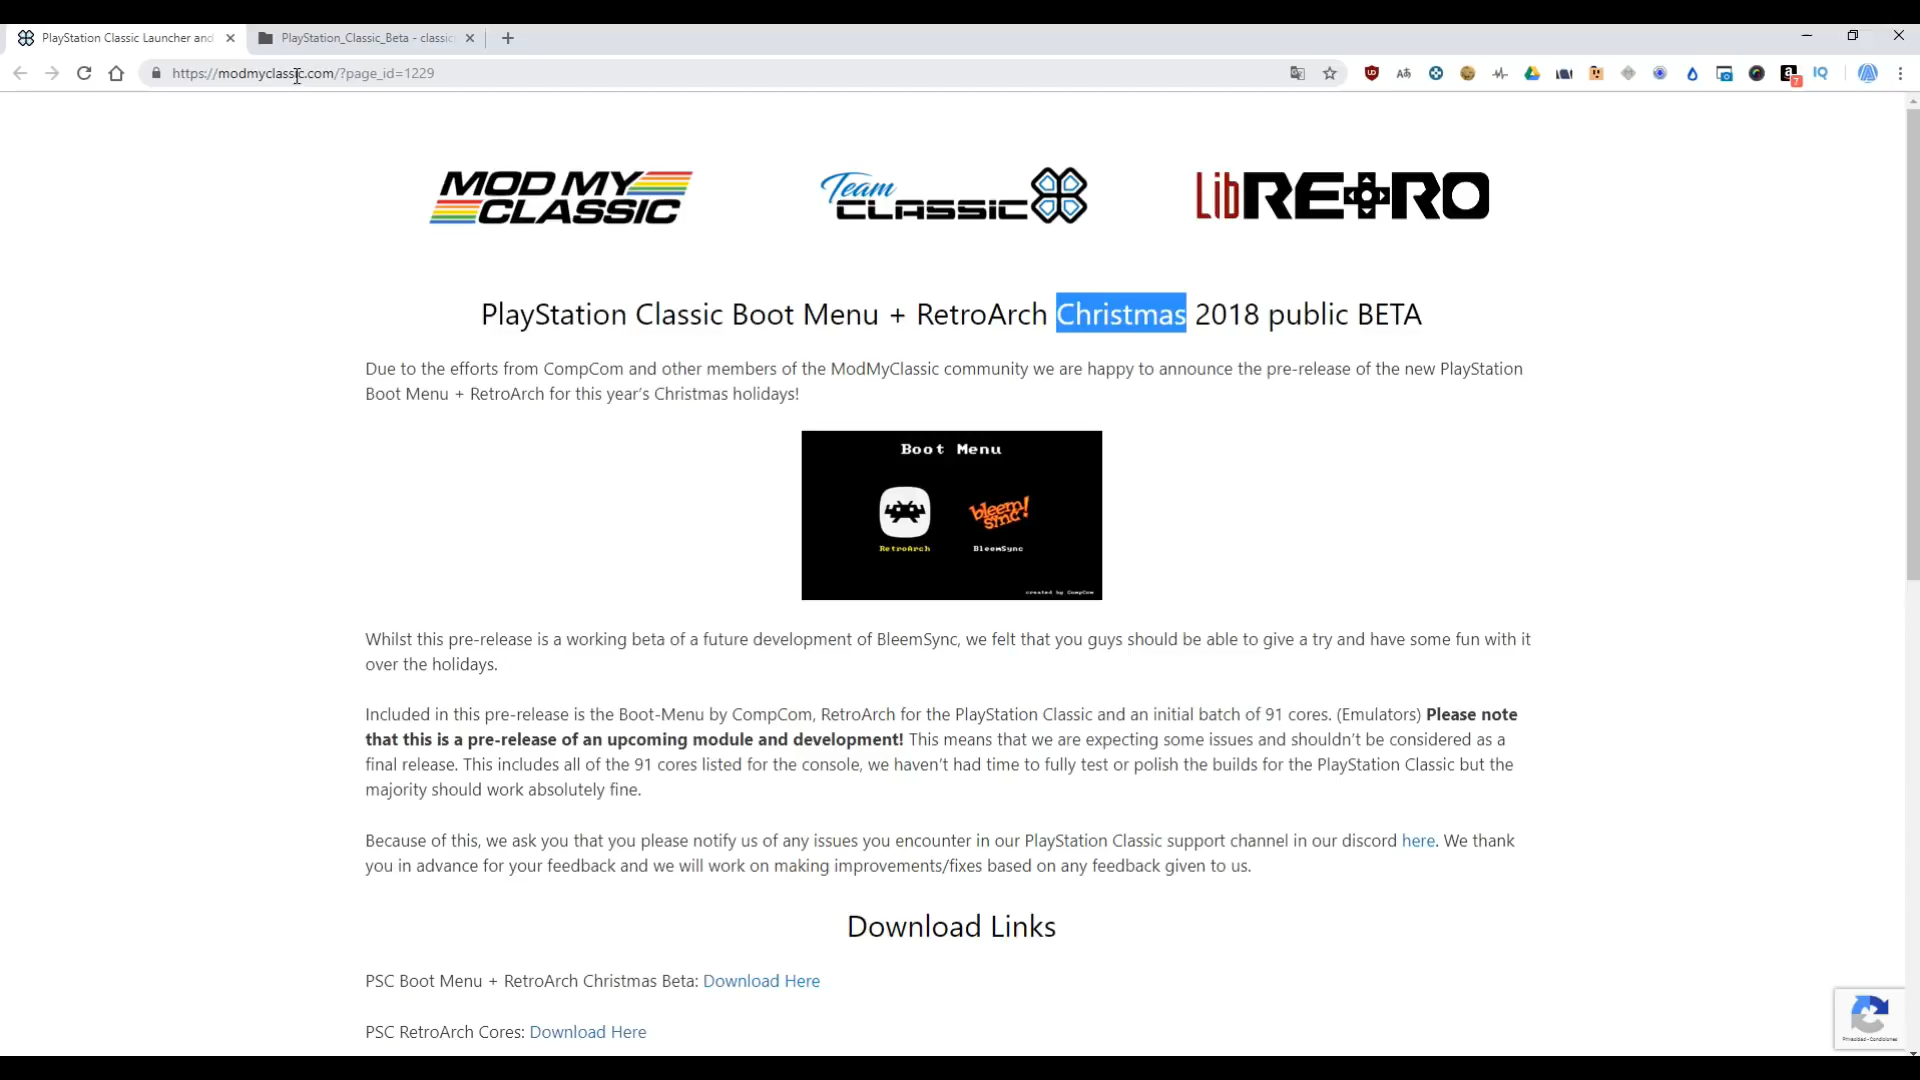 PlayStation Classic Launcher and
PlayStation_Classic_Beta - classic
https://modmyclassic.com/?page_id=1229
MOD MY
CLASSIC
Team
CLASSIC
LibRETRO
PlayStation Classic Boot Menu + RetroArch Christmas 2018 public BETA
Due to the efforts from CompCom and other members of the ModMyClassic community we are happy to announce the pre-release of the new PlayStation
Boot Menu + RetroArch for this year's Christmas holidays!
Boot Menu
bleem!
sinc
RetroArch
BleemSync
created by CompCom
Whilst this pre-release is a working beta of a future development of BleemSync, we felt that you guys should be able to give a try and have some fun with it
over the holidays.
Included in this pre-release is the Boot-Menu by CompCom, RetroArch for the PlayStation Classic and an initial batch of 91 cores. (Emulators) Please note
that this is a pre-release of an upcoming module and development! This means that we are expecting some issues and shouldn't be considered as a
final release. This includes all of the 91 cores listed for the console, we haven't had time to fully test or polish the builds for the PlayStation Classic but the
majority should work absolutely fine.
Because of this, we ask you that you please notify us of any issues you encounter in our PlayStation Classic support channel in our discord here. We thank
you in advance for your feedback and we will work on making improvements/fixes based on any feedback given to us.
Download Links
PSC Boot Menu + RetroArch Christmas Beta: Download Here
PSC RetroArch Cores: Download Here
Privacidad - Condiciones